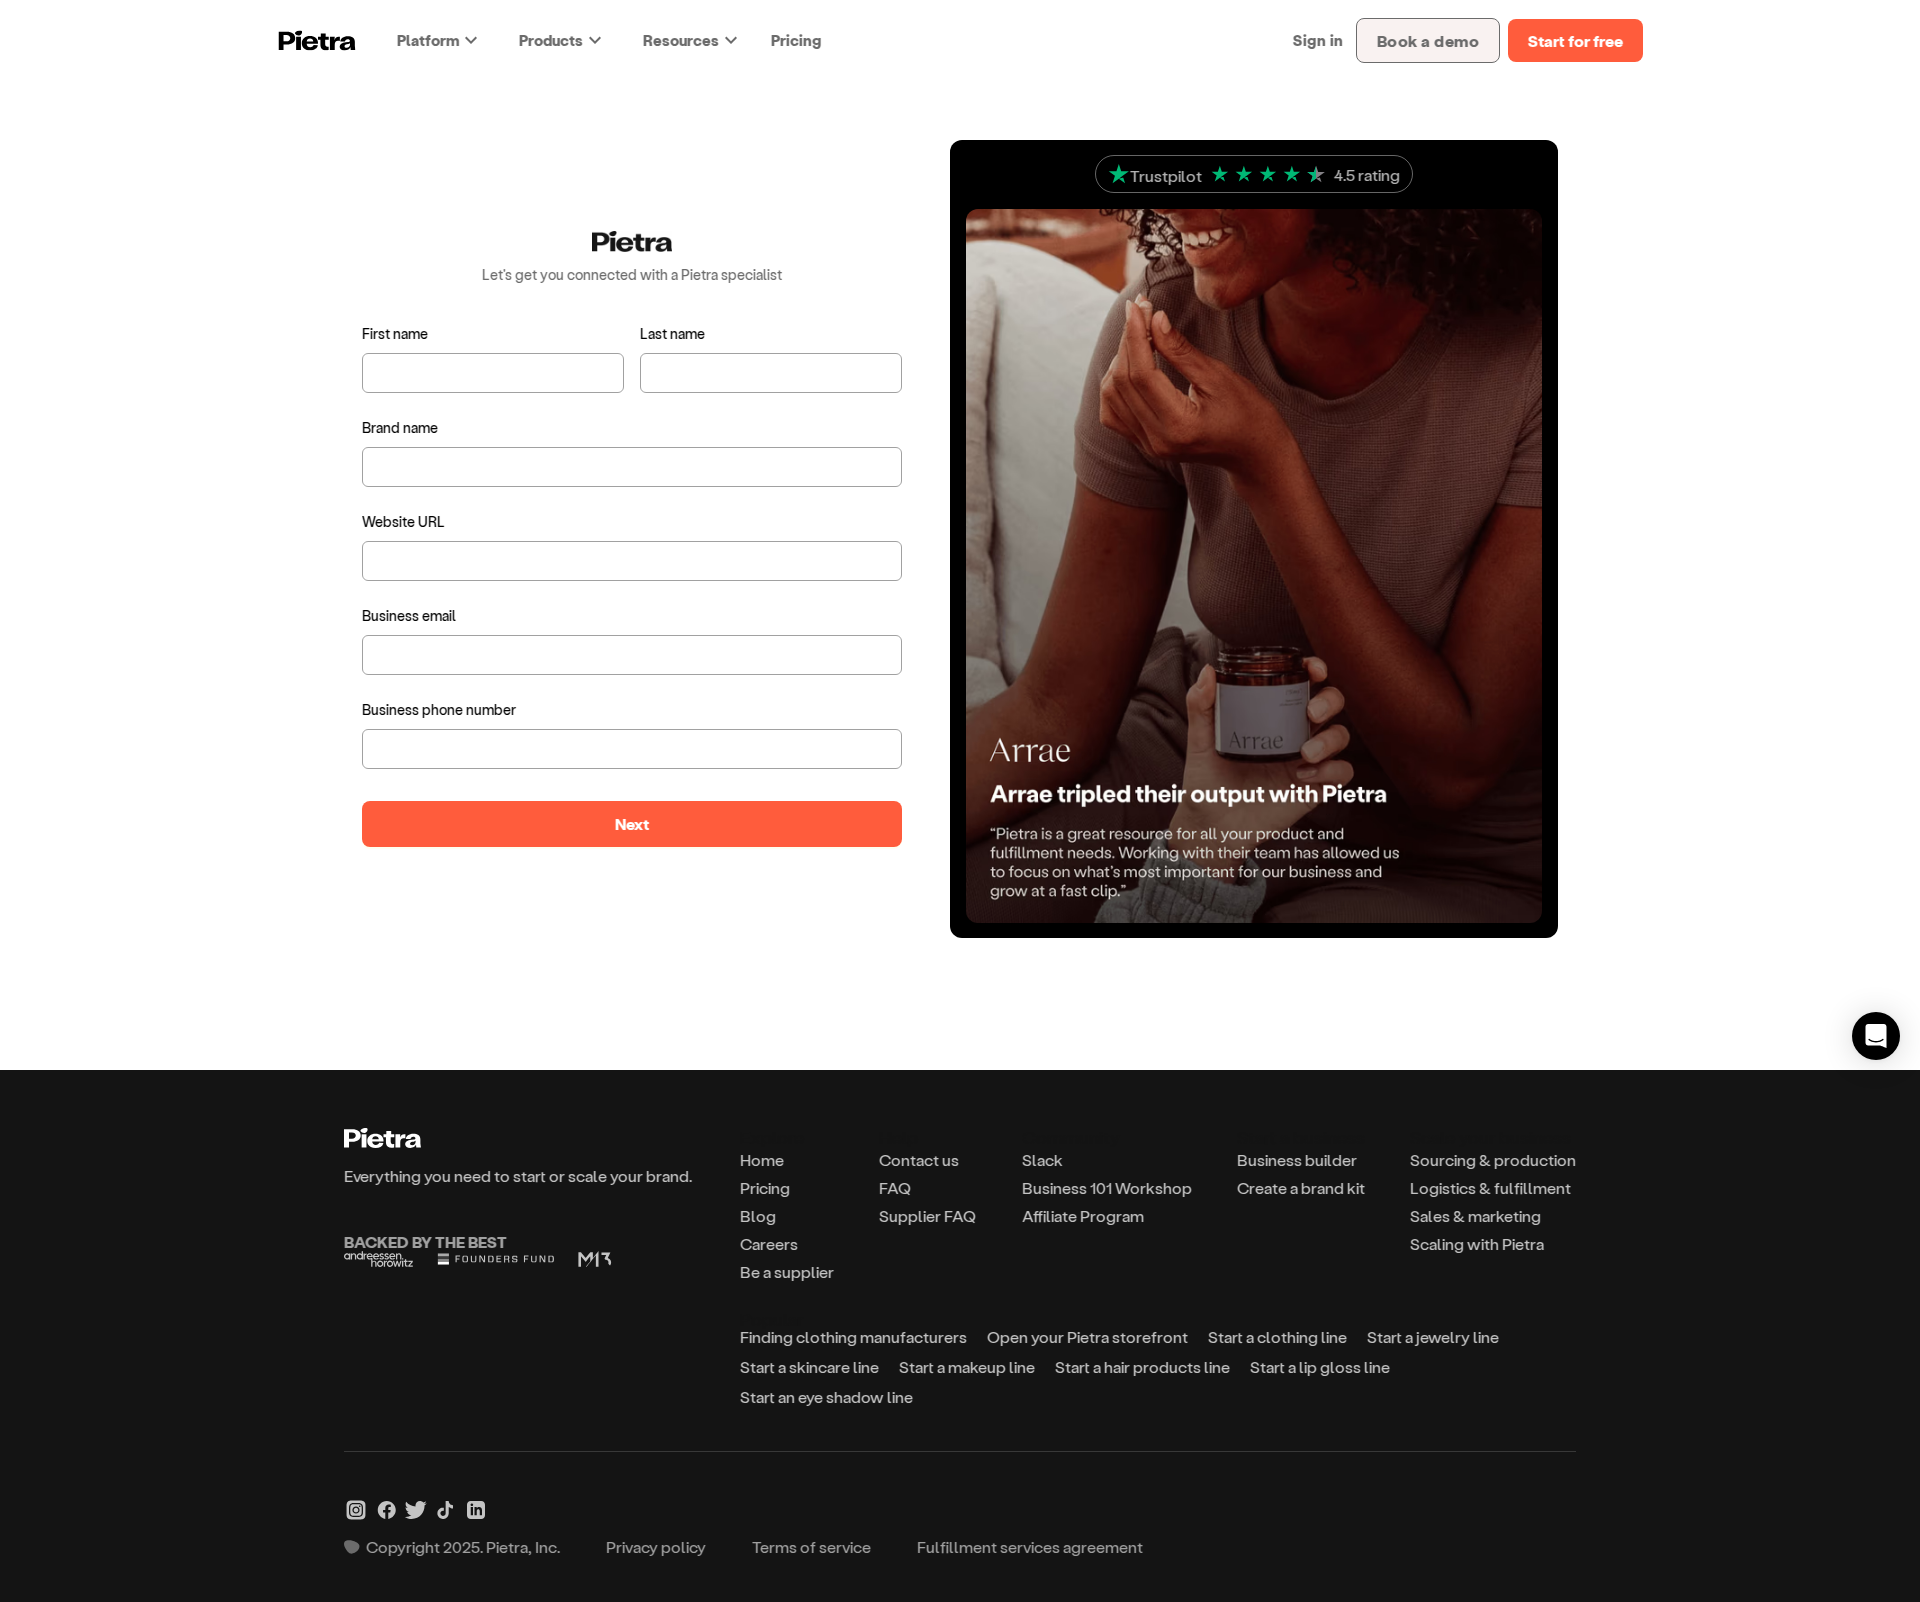 Pietra
Platform
Products
Resources
Pricing
Sign in
Book a demo
Start for free
Pietra
Let's get you connected with a Pietra specialist
First name
Last name
Brand name
Website URL
Business email
Business phone number
Next
Trustpilot
4.5 rating
Arrae
Arrae
Arrae tripled their output with Pietra
“Pietra is a great resource for all your product and
fulfillment needs. Working with their team has allowed us
to focus on what's most important for our business and
grow at a fast clip.”
Pietra
Everything you need to start or scale your brand.
BACKED BY THE BEST
andreessen.
horowitz
FOUNDERS FUND
M13
Home
Pricing
Blog
Careers
Be a supplier
Contact us
FAQ
Supplier FAQ
Slack
Business 101 Workshop
Affiliate Program
Business builder
Create a brand kit
Sourcing & production
Logistics & fulfillment
Sales & marketing
Scaling with Pietra
Finding clothing manufacturers
Open your Pietra storefront
Start a clothing line
Start a jewelry line
Start a skincare line
Start a makeup line
Start a hair products line
Start a lip gloss line
Start an eye shadow line
Copyright 2025. Pietra, Inc.
Privacy policy
Terms of service
Fulfillment services agreement